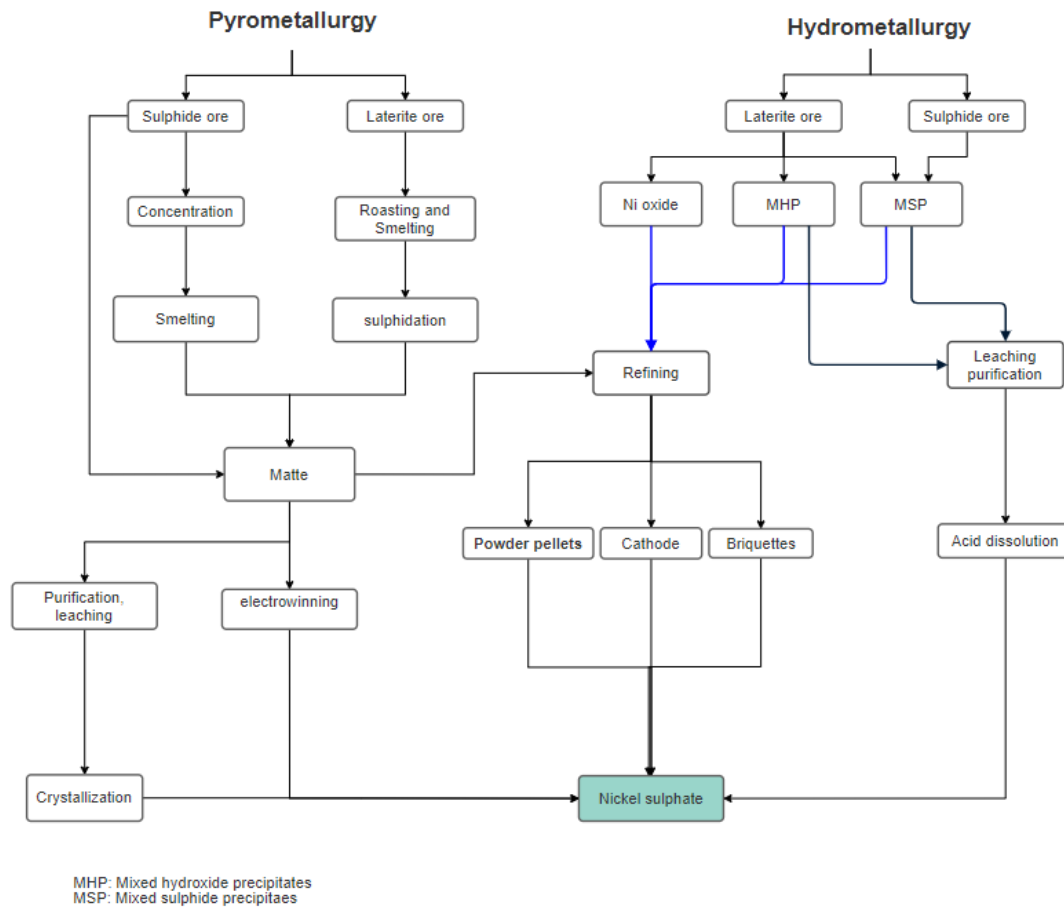 Pyrometallurgy
Hydrometallurgy
Sulphide ore
Laterite ore
Laterite ore
Sulphide ore
Concentration
Roasting and
Smelting
Ni oxide
MHP
MSP
Smelting
sulphidation
Refining
Leaching
purification
Matte
Powder pellets
Cathode
Briquettes
Acid dissolution
Purification,
leaching
electrowinning
Crystallization
Nickel sulphate
MHP: Mixed hydroxide precipitates
MSP: Mixed sulphide precipitaes